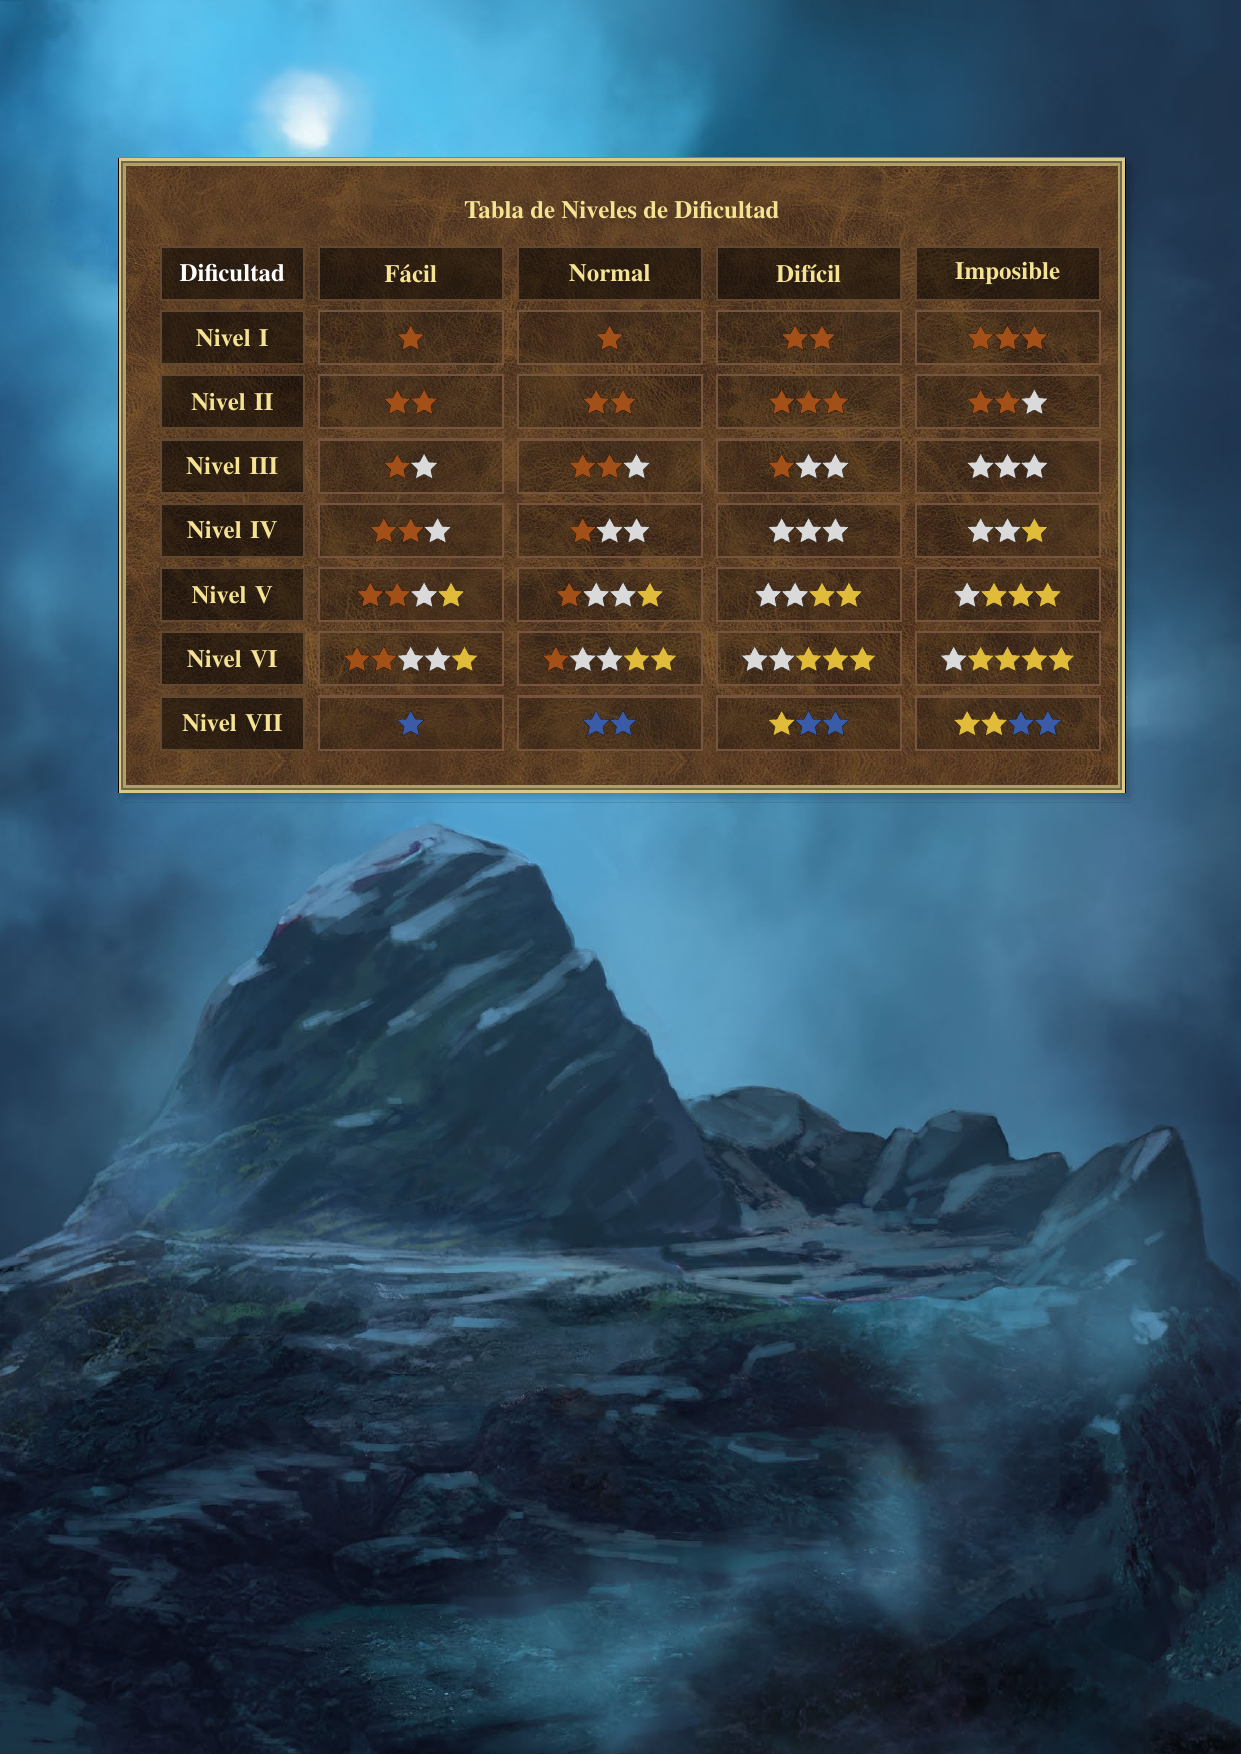 Tabla de Niveles de Dificultad
Dificultad Fácil Normal Difícil Imposible
Nivel I
Nivel II
Nivel III
Nivel IV
Nivel V
Nivel VI
Nivel VII